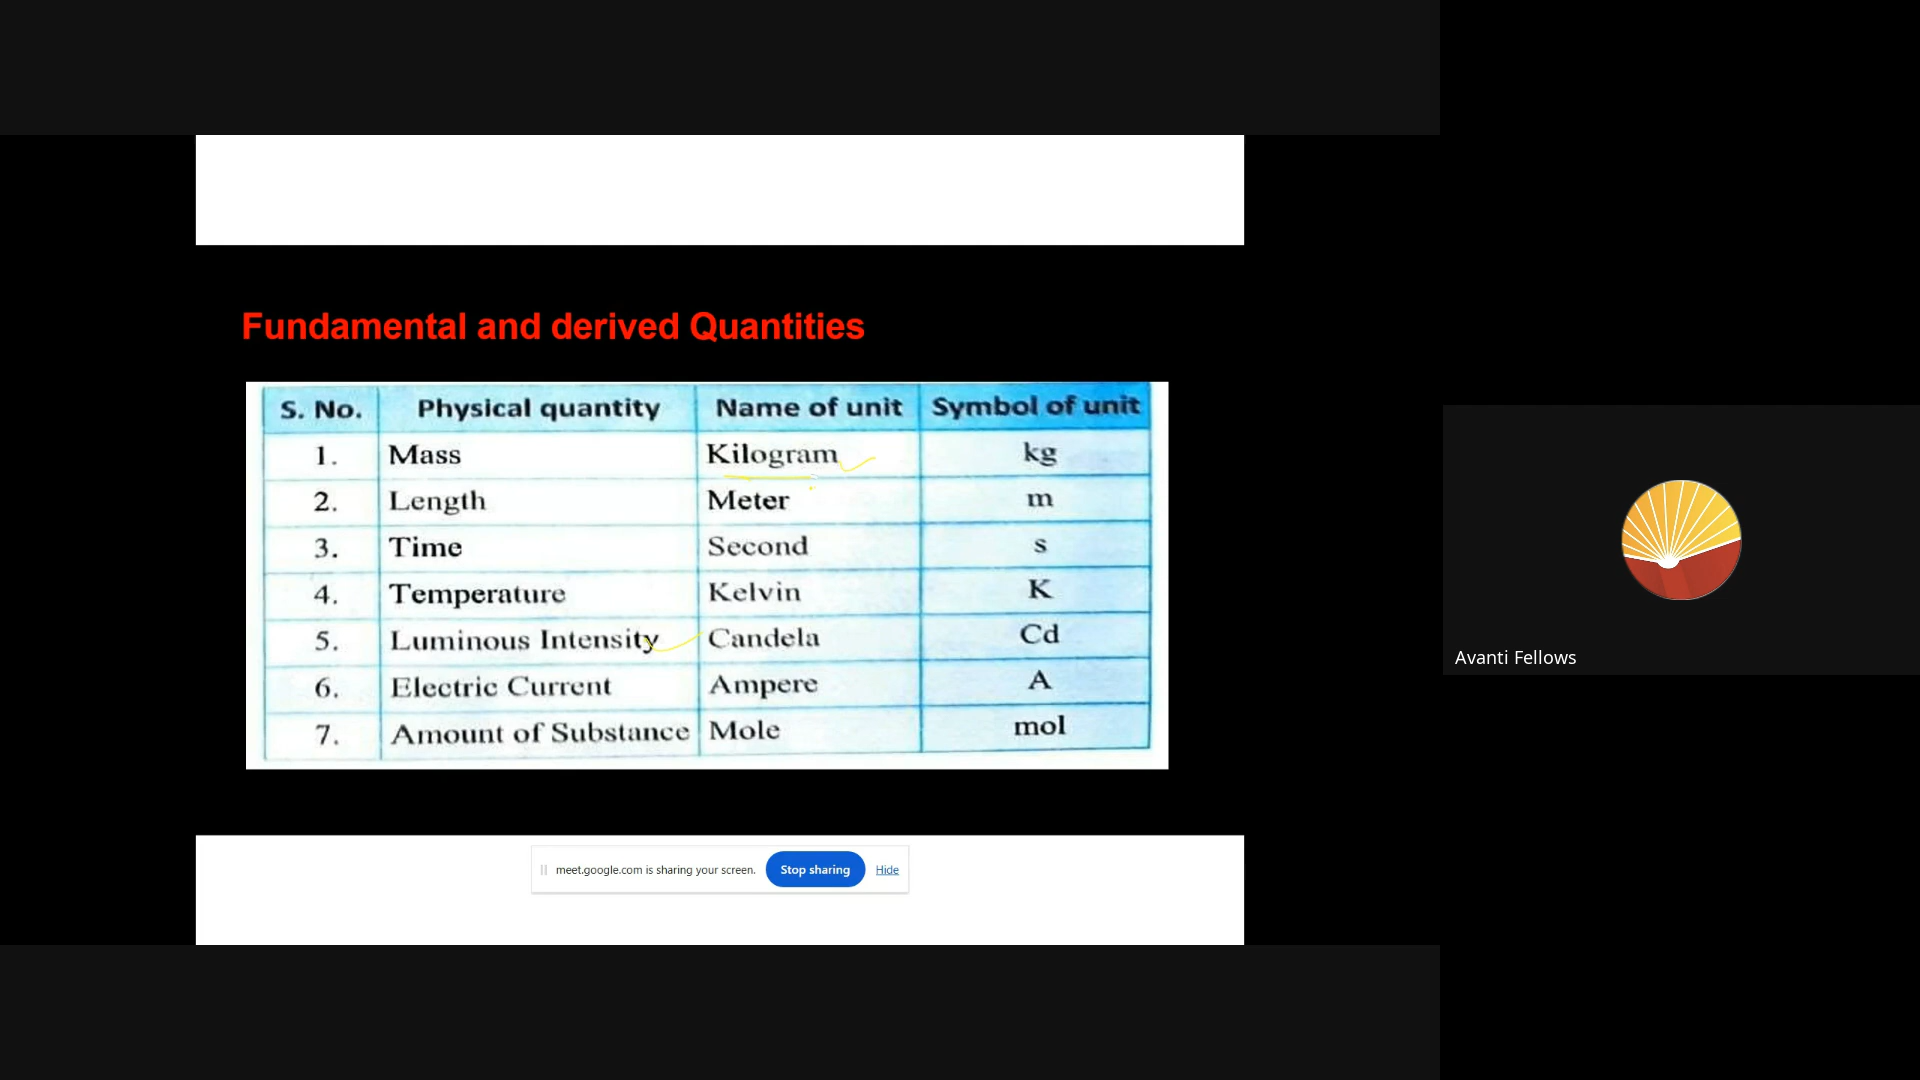 Fundamental and derived Quantities
S. No. Physical quantity Name of unit Symbol of unit
1. Mass Kilogram kg
2. Length Meter m
3. Time Second s
4. Temperature Kelvin K
5. Luminous Intensity Candela Cd
6. Electric Current Ampere A
7. Amount of Substance Mole mol
meet.google.com is sharing your screen. Stop sharing Hide
Avanti Fellows